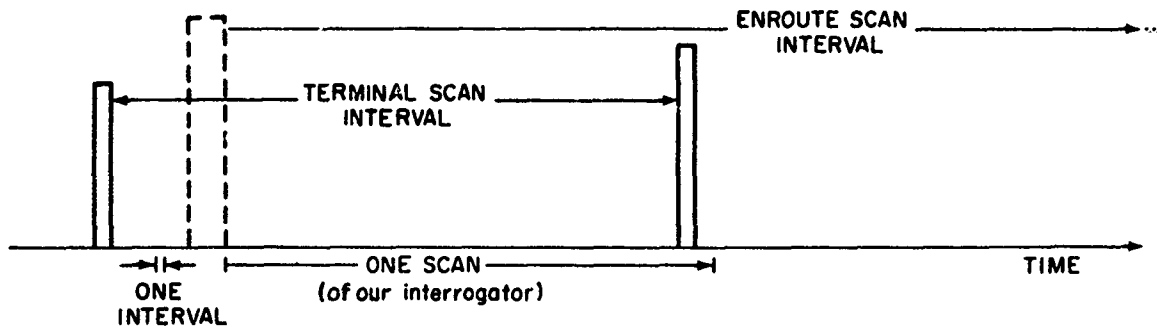 ENROUTE SCAN
INTERVAL
TERMINAL SCAN
INTERVAL
ONE SCAN
(of our interrogator)
TIME
ONE
INTERVAL